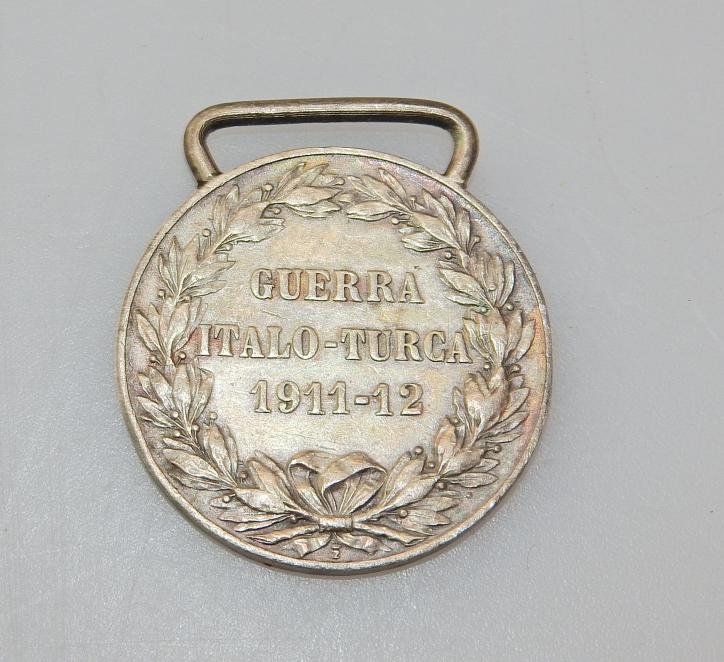 GUERRA
ITALO-TURCA
1911-12
Z